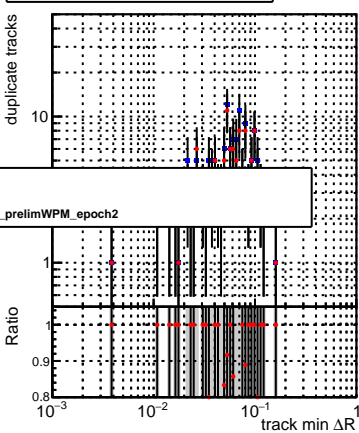 duplicate tracks
10
_prelimWPM_epoch2
1
Ratio
1
0.9
0.8
10⁻³ 10⁻² 10⁻¹ 1
track min ΔR